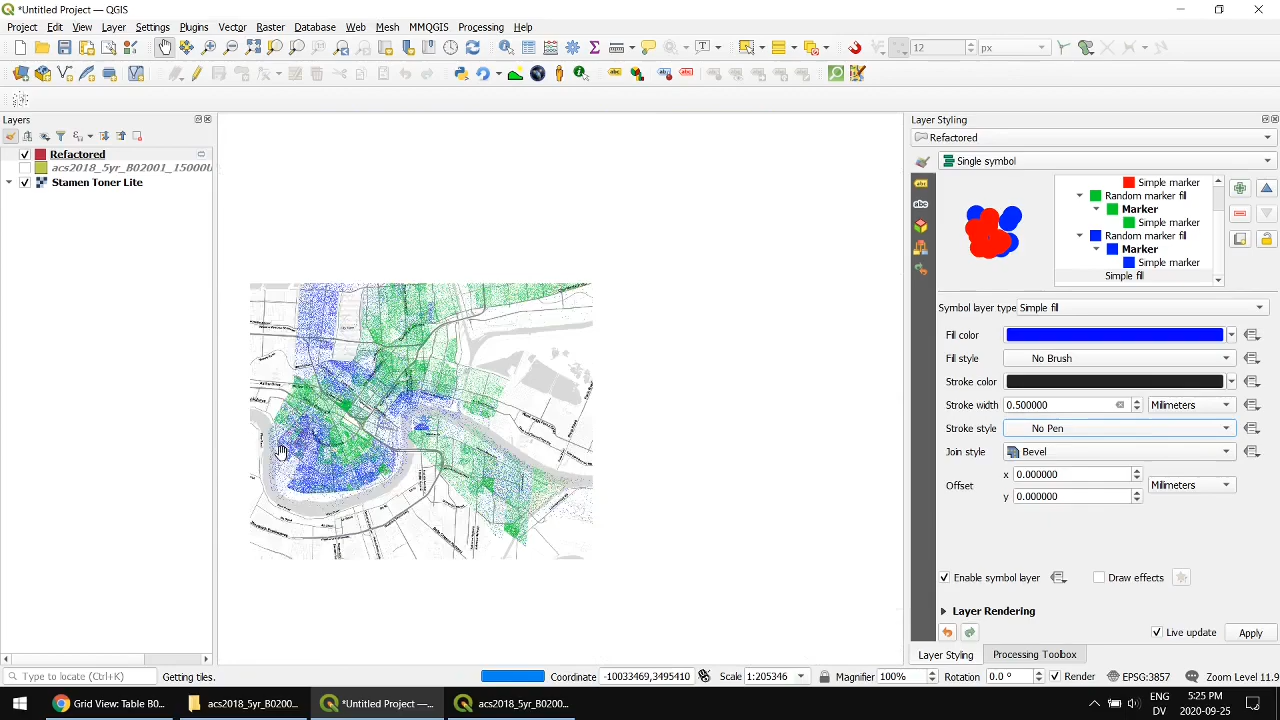 *Untitled Project — QGIS
Project Edit View Layer Settings Plugins Vector Raster Database Web Mesh MMQGIS Processing Help
12 px
Layers
Refactored
acs2018_5yr_B02001_15000U
Stamen Toner Lite
Layer Styling
Refactored
Single symbol
Simple marker
Random marker fill
Marker
Simple marker
Random marker fill
Marker
Simple marker
Simple fill
Symbol layer type Simple fill
Fill color
Fill style No Brush
Stroke color
Stroke width 0.500000 Millimeters
Stroke style No Pen
Join style Bevel
Offset x 0.000000 Millimeters
y 0.000000
Enable symbol layer Draw effects
Layer Rendering
Live update Apply
Layer Styling Processing Toolbox
Type to locate (Ctrl+K) Getting tiles. Coordinate -10033469,3495410 Scale 1:205346 Magnifier 100% Rotation 0.0 ° Render EPSG:3857 Zoom Level 11.9
Grid View: Table B0... acs2018_5yr_B0200... *Untitled Project —... acs2018_5yr_B0200... ENG 5:25 PM
DV 2020-09-25